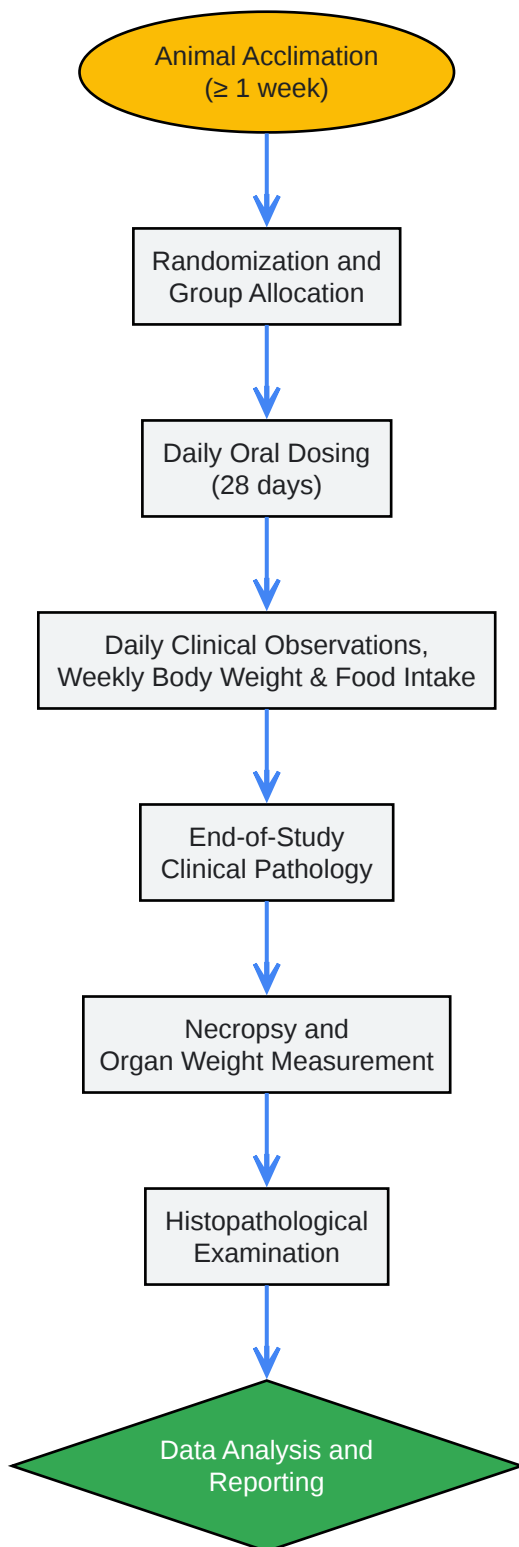 Animal Acclimation
(≥ 1 week)
Randomization and
Group Allocation
Daily Oral Dosing
(28 days)
Daily Clinical Observations,
Weekly Body Weight & Food Intake
End-of-Study
Clinical Pathology
Necropsy and
Organ Weight Measurement
Histopathological
Examination
Data Analysis and
Reporting